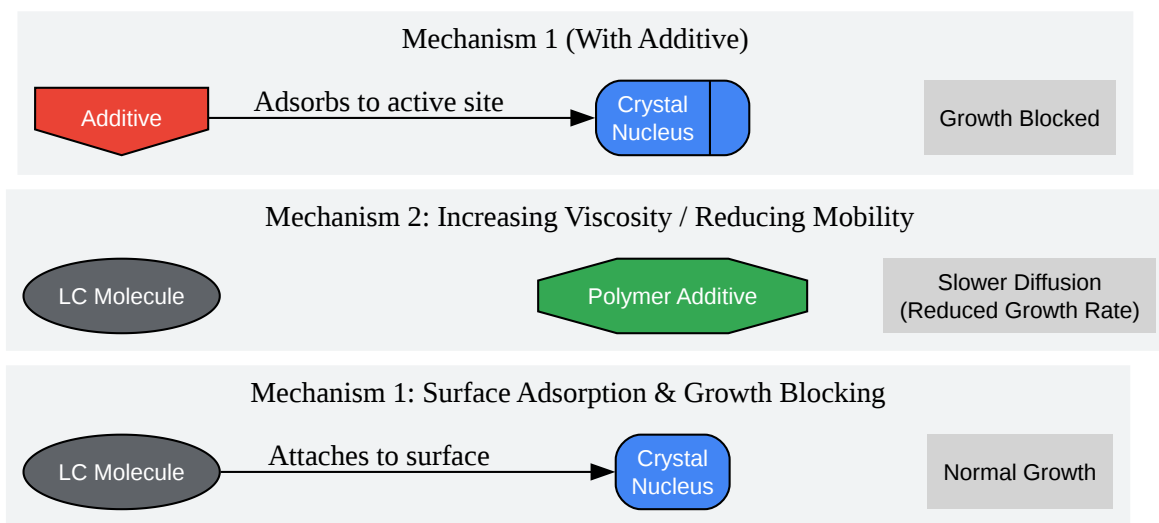 Mechanism 1 (With Additive)
Additive
Adsorbs to active site
Crystal
Nucleus
Growth Blocked
Mechanism 2: Increasing Viscosity / Reducing Mobility
LC Molecule
Polymer Additive
Slower Diffusion
(Reduced Growth Rate)
Mechanism 1: Surface Adsorption & Growth Blocking
LC Molecule
Attaches to surface
Crystal
Nucleus
Normal Growth